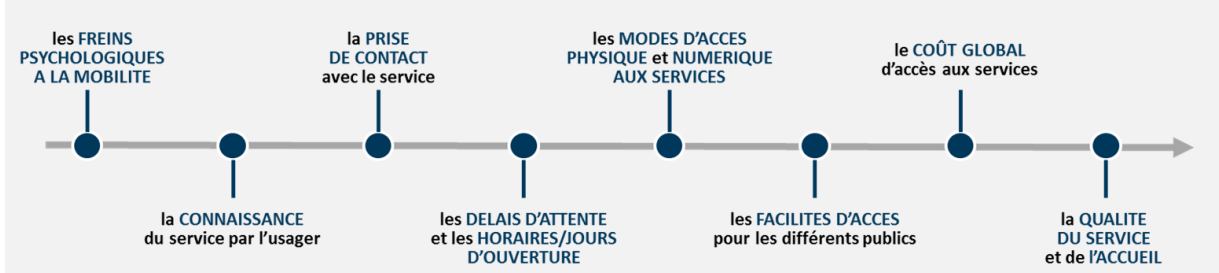 les FREINS
PSYCHOLOGIQUES
A LA MOBILITE
la CONNAISSANCE
du service par l'usager
la PRISE
DE CONTACT
avec le service
les DELAIS D'ATTENTE
et les HORAIRES/JOURS
D'OUVERTURE
les MODES D'ACCES
PHYSIQUE et NUMERIQUE
AUX SERVICES
les FACILITES D'ACCES
pour les différents publics
le COÛT GLOBAL
d'accès aux services
la QUALITE
DU SERVICE
et de l'ACCUEIL